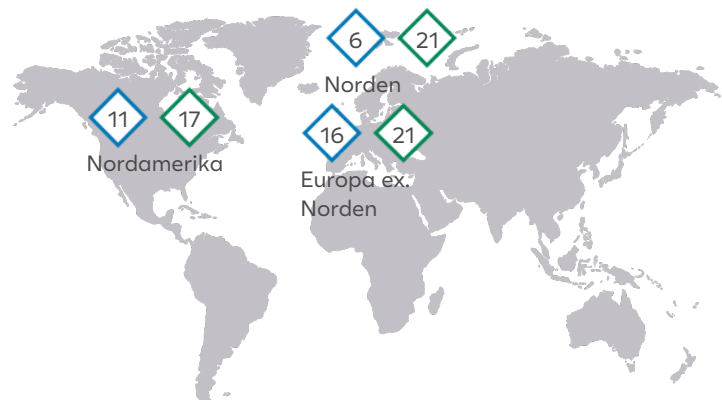 6 21
Norden
11 17
Nordamerika
16 21
Europa ex.
Norden